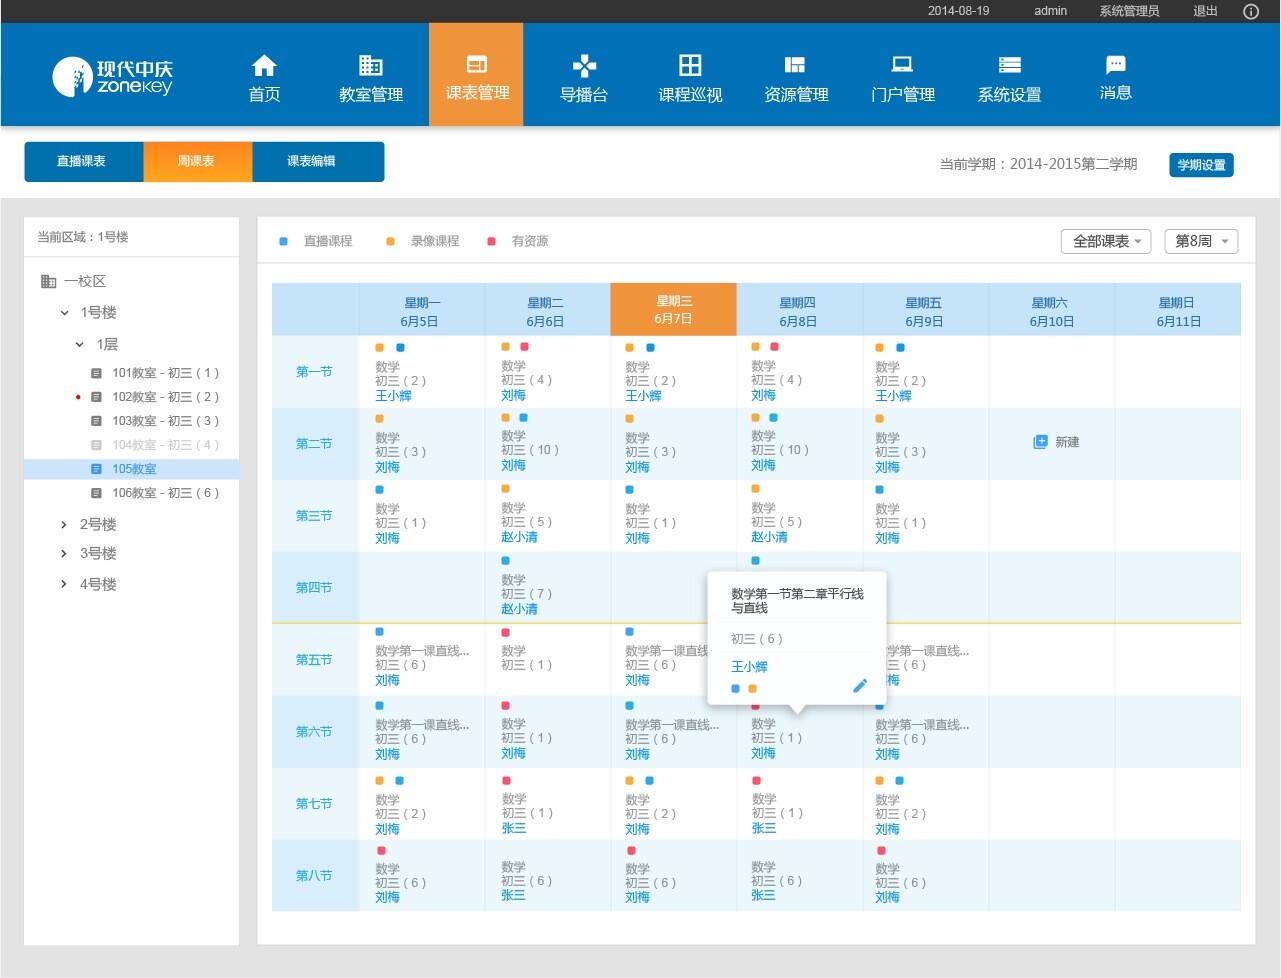 2014-08-19 admin 系统管理员 退出
现代中庆
zonekey
首页 教室管理 课表管理 导播台 课程巡视 资源管理 门户管理 系统设置 消息
直播课表 周课表 课表编辑 当前学期：2014-2015第二学期 学期设置
当前区域：1号楼
一校区
1号楼
1层
101教室 - 初三（1）
102教室 - 初三（2）
103教室 - 初三（3）
104教室 - 初三（4）
105教室
106教室 - 初三（6）
2号楼
3号楼
4号楼
直播课程 录像课程 有资源 全部课表 第8周
星期一 星期二 星期三 星期四 星期五 星期六 星期日
6月5日 6月6日 6月7日 6月8日 6月9日 6月10日 6月11日
第一节
数学 数学 数学 数学 数学
初三（2） 初三（4） 初三（2） 初三（4） 初三（2）
王小辉 刘梅 王小辉 刘梅 王小辉
第二节
数学 数学 数学 数学 数学
初三（3） 初三（10） 初三（3） 初三（10） 初三（3）
刘梅 刘梅 刘梅 刘梅 刘梅
新建
第三节
数学 数学 数学 数学 数学
初三（1） 初三（5） 初三（1） 初三（5） 初三（1）
刘梅 赵小清 刘梅 赵小清 刘梅
第四节
数学
初三（7）
赵小清
数学第一节第二章平行线
与直线
初三（6）
王小辉
第五节
数学第一课直线... 数学 数学第一课直线 学第一课直线...
初三（6） 初三（1） 初三（6） 三（6）
刘梅 刘梅 梅
第六节
数学第一课直线... 数学 数学第一课直线... 数学 数学第一课直线...
初三（6） 初三（1） 初三（6） 初三（1） 初三（6）
刘梅 刘梅 刘梅 刘梅 刘梅
第七节
数学 数学 数学 数学 数学
初三（2） 初三（1） 初三（2） 初三（1） 初三（2）
刘梅 张三 刘梅 张三 刘梅
第八节
数学 数学 数学 数学 数学
初三（6） 初三（6） 初三（6） 初三（6） 初三（6）
刘梅 张三 刘梅 张三 刘梅